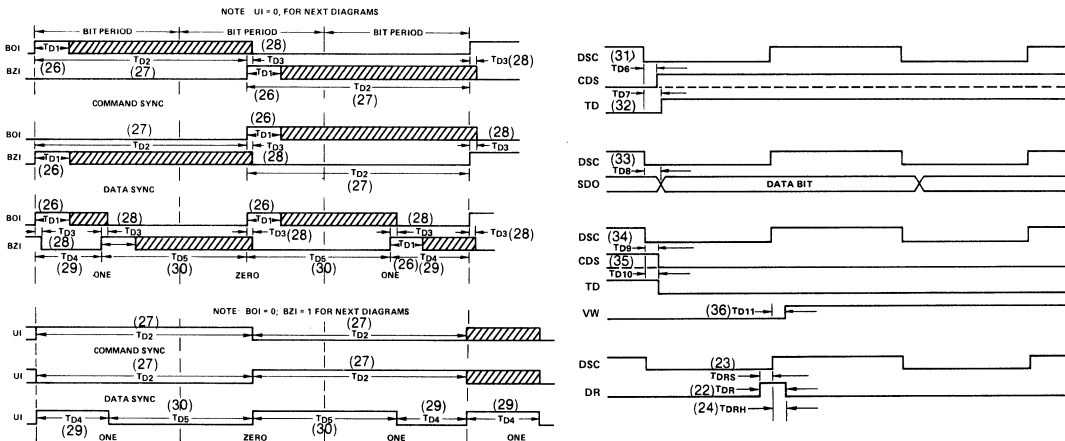 NOTE UI = 0, FOR NEXT DIAGRAMS
BIT PERIOD BIT PERIOD BIT PERIOD
BOI TD1 (28)
TD2 TD3 TD3 (28)
BZI (26) (27) TD1
(26) TD2
(27)
COMMAND SYNC
(26)
BOI (27) TD1 (28)
TD2 TD3 TD3
BZI TD1 (28)
(26) TD2
(27)
DATA SYNC
(26) (26)
BOI TD1 (28) TD1 (28)
TD3 TD3 TD3 (28) TD3 TD3 (28)
BZI (28) TD1
TD4 TD5 TD5 (26) TD4
(29) (30) (30) (29)
ONE ZERO ONE
NOTE: BOI = 0; BZI = 1 FOR NEXT DIAGRAMS
UI (27) (27)
TD2 TD2
COMMAND SYNC
UI (27) (27)
TD2 TD2
DATA SYNC
(30) (29) (29)
UI TD4 TD5 TD5 TD4 TD4
(29) (30)
ONE ZERO ONE ONE
DSC (31)
TD6
CDS
TD7
TD (32)
DSC (33)
TD8
SDO DATA BIT
DSC (34)
TD9
CDS (35)
TD10
TD
VW (36) TD11
DSC (23)
TDRS
DR (22) TDR
(24) TDRH